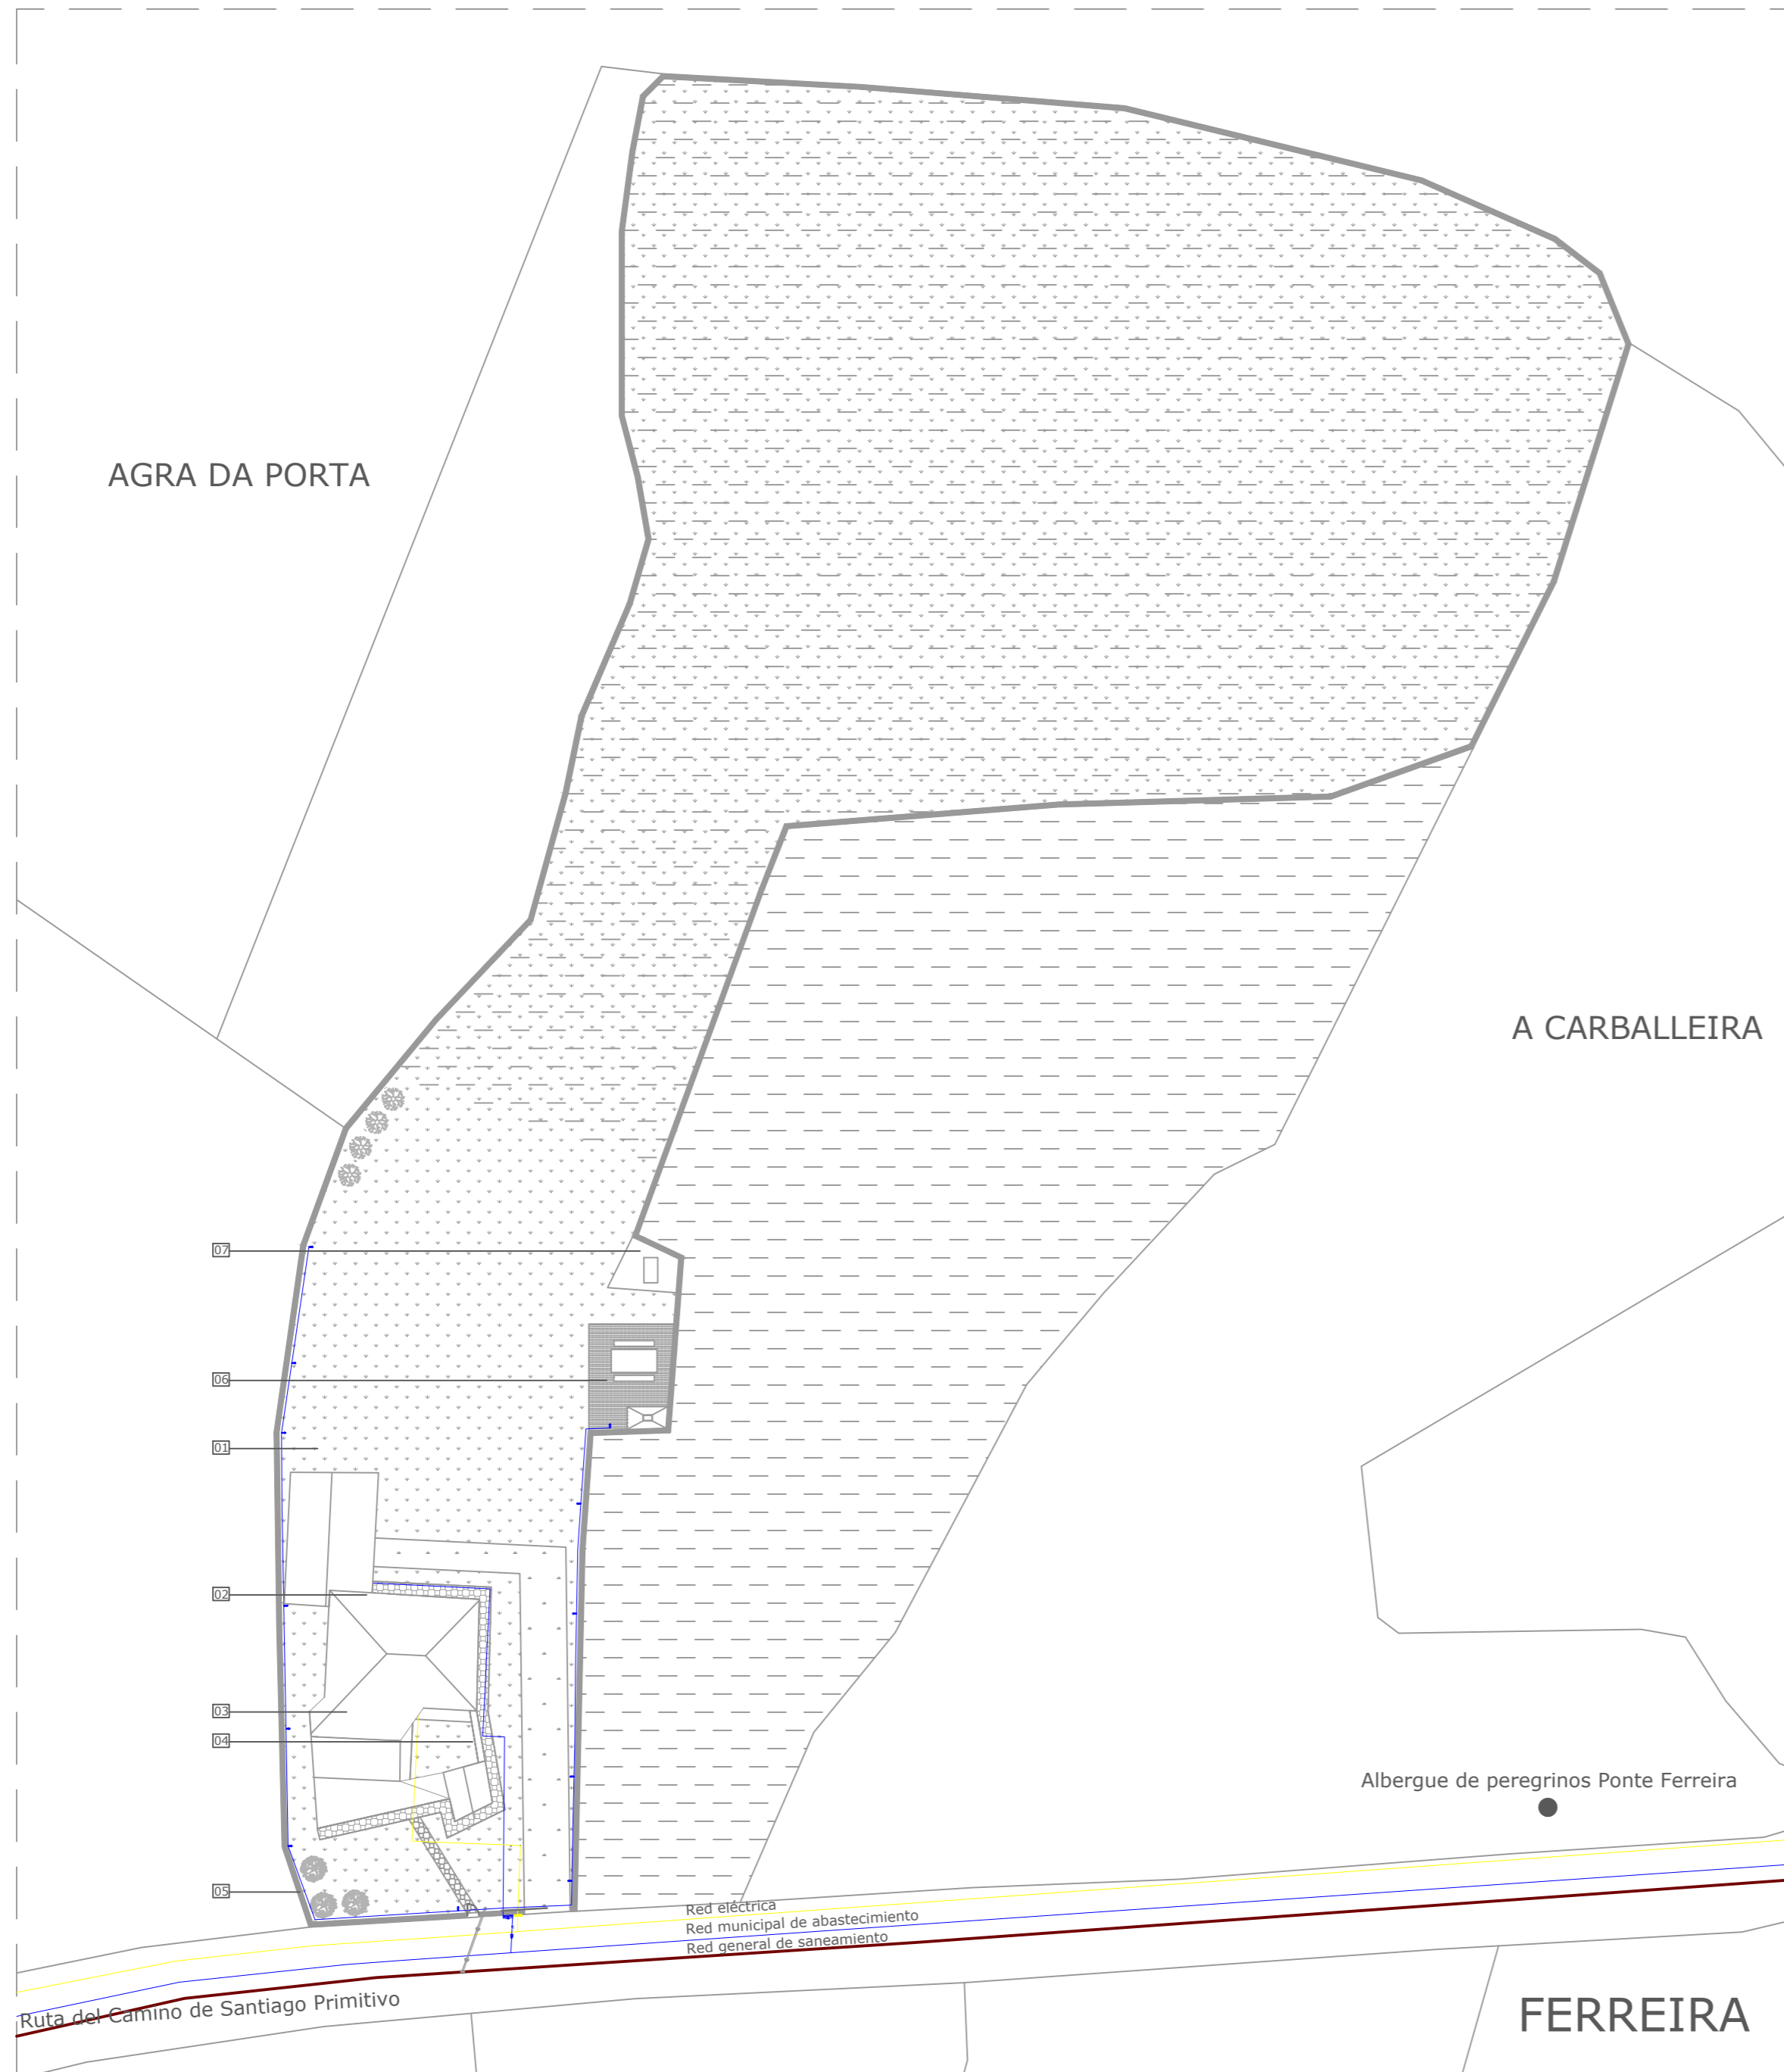 AGRA DA PORTA
A CARBALLEIRA
07
06
01
02
03
04
Albergue de peregrinos Ponte Ferreira
05
Red eléctrica
Red municipal de abastecimiento
Red general de saneamiento
Ruta del Camino de Santiago Primitivo
FERREIRA